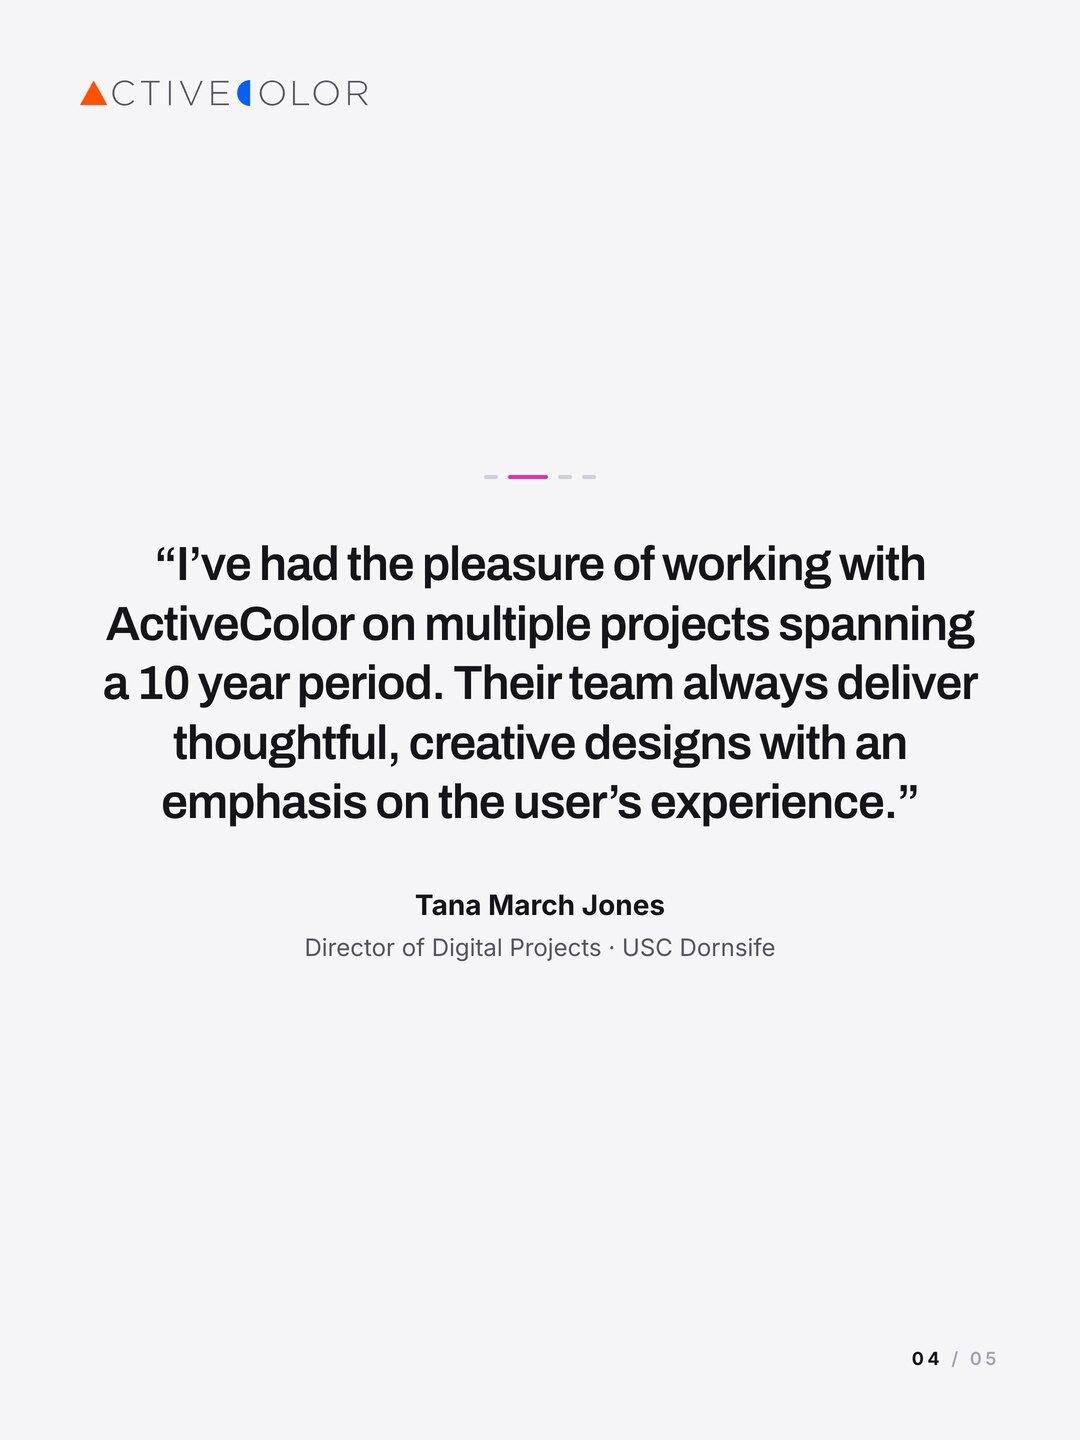 ACTIVECOLOR
“I’ve had the pleasure of working with
ActiveColor on multiple projects spanning
a 10 year period. Their team always deliver
thoughtful, creative designs with an
emphasis on the user’s experience.”
Tana March Jones
Director of Digital Projects · USC Dornsife
04 / 05